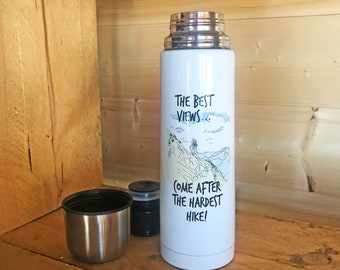 THE BEST
VIEWS...
COME AFTER
THE HARDEST
HIKE!